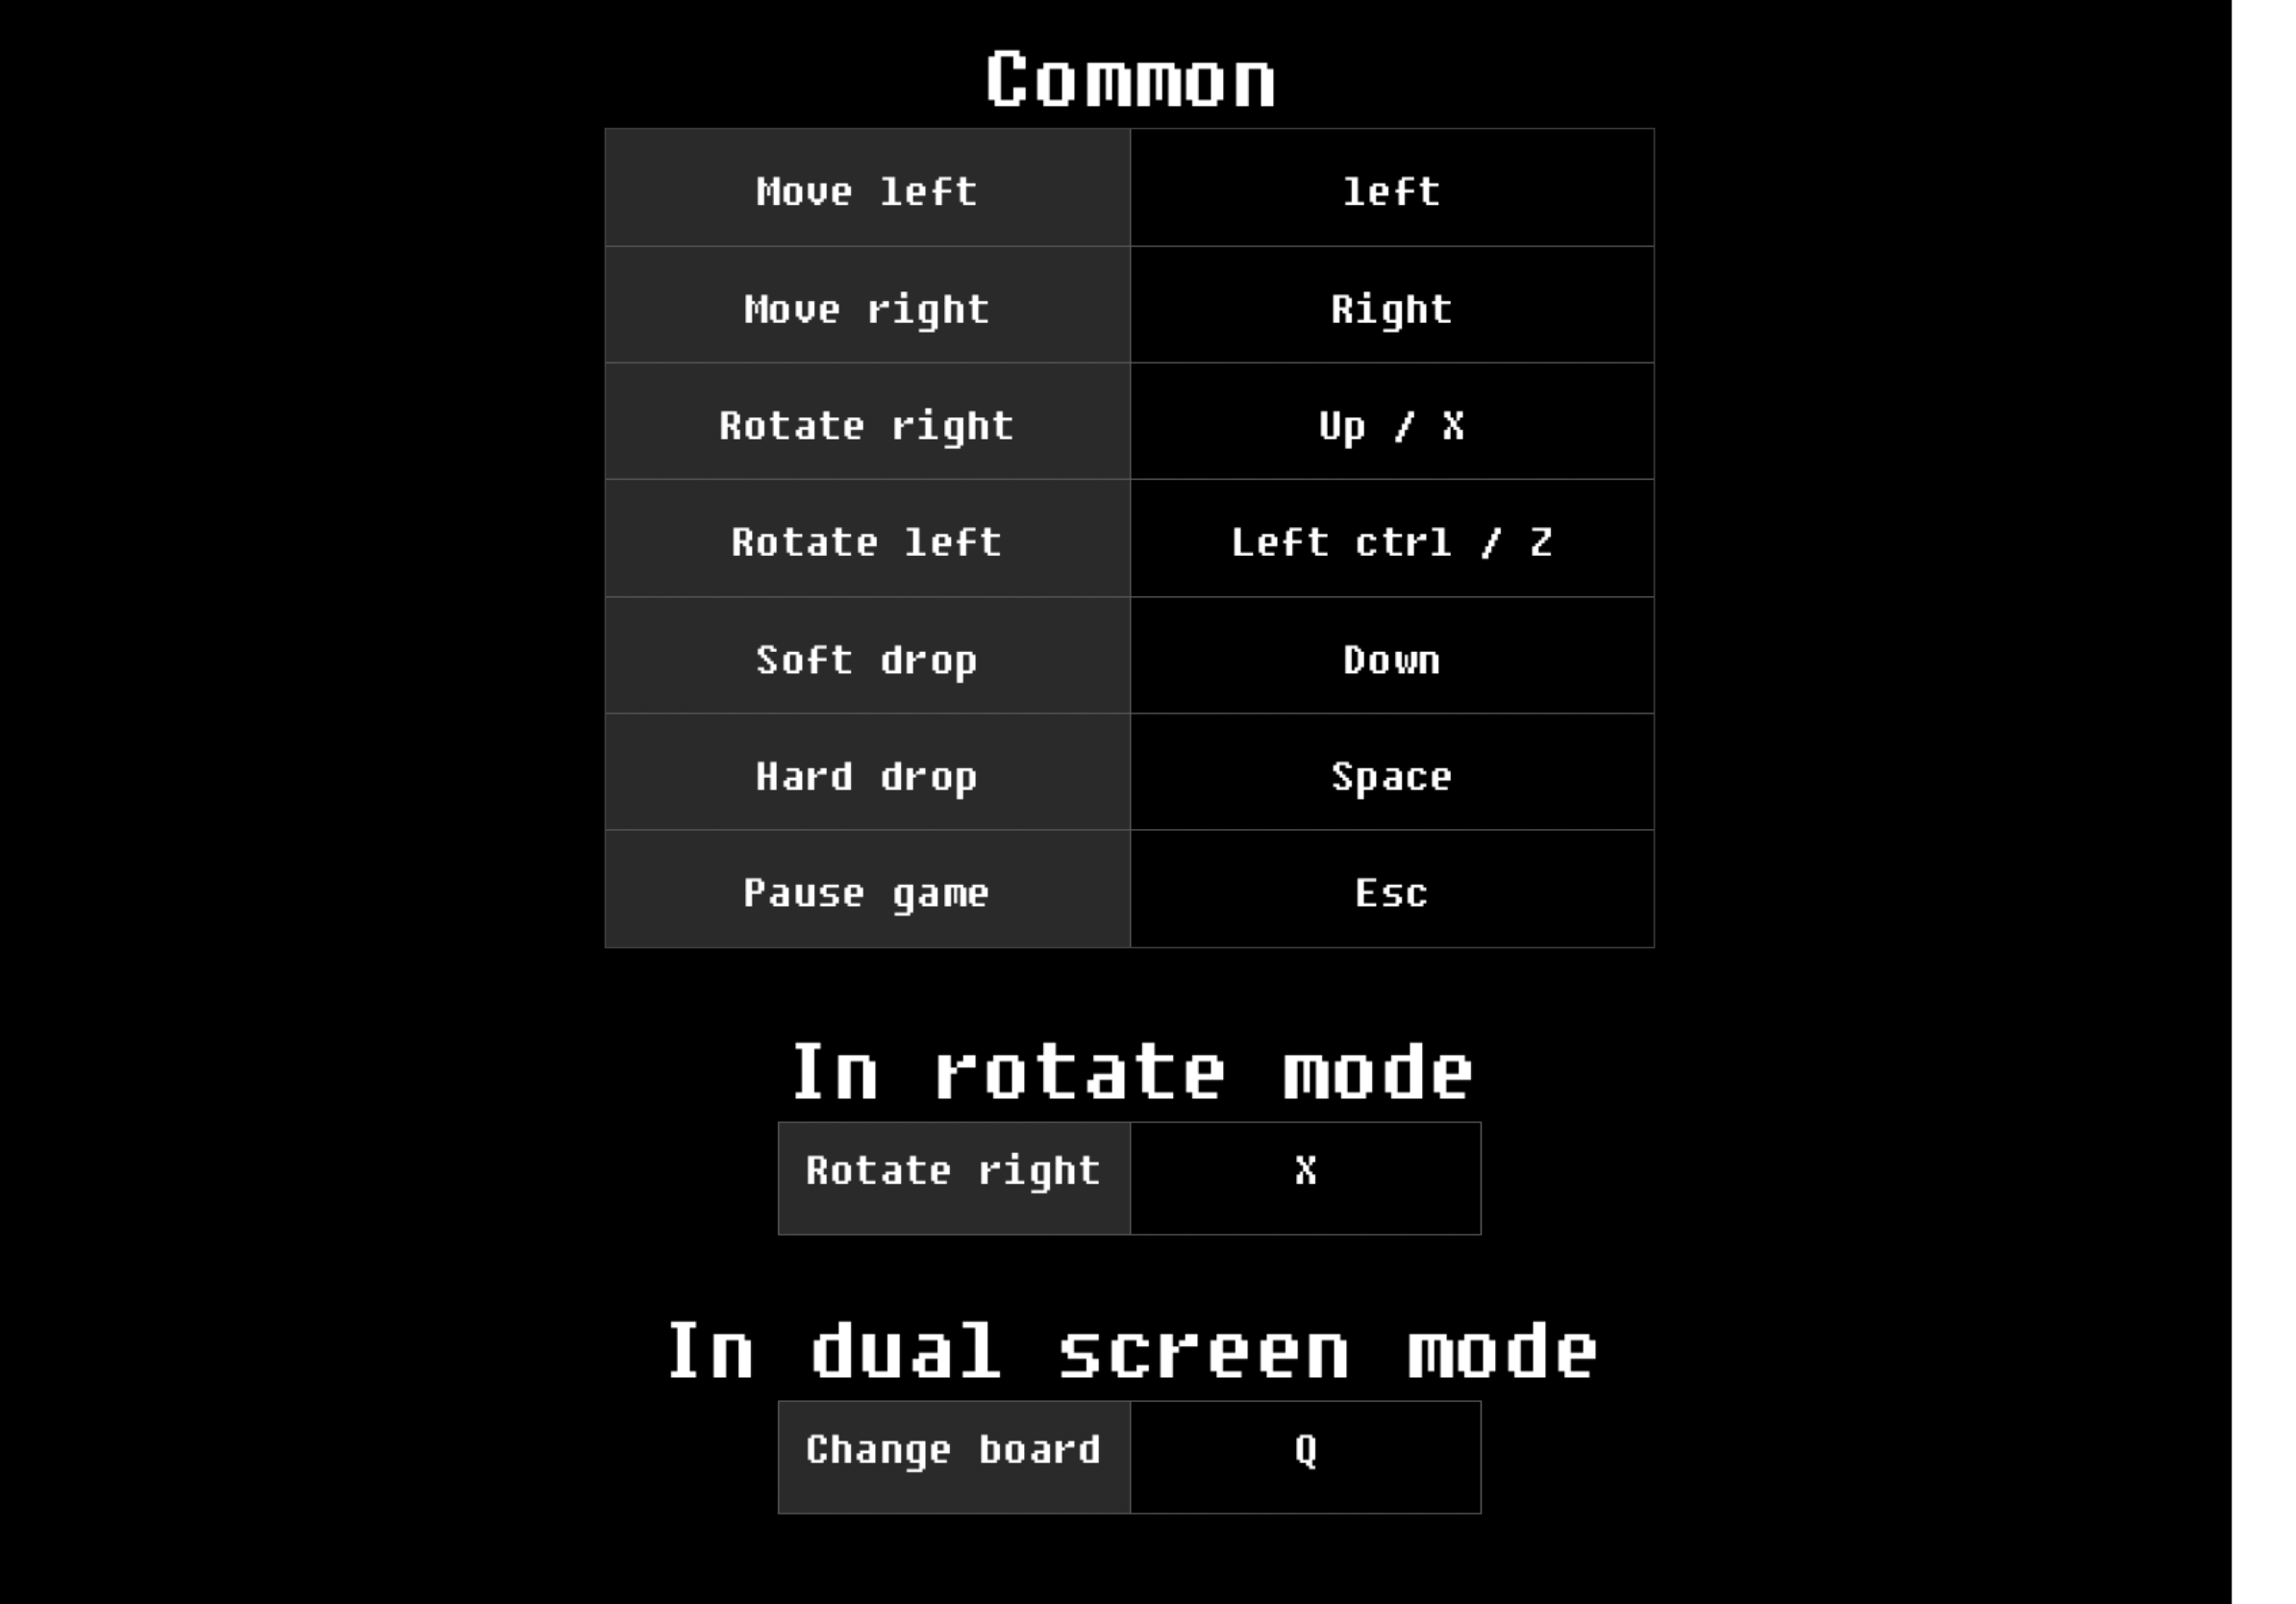 Common
Move left left
Move right Right
Rotate right Up / X
Rotate left Left ctrl / Z
Soft drop Down
Hard drop Space
Pause game Esc
In rotate mode
Rotate right X
In dual screen mode
Change board Q